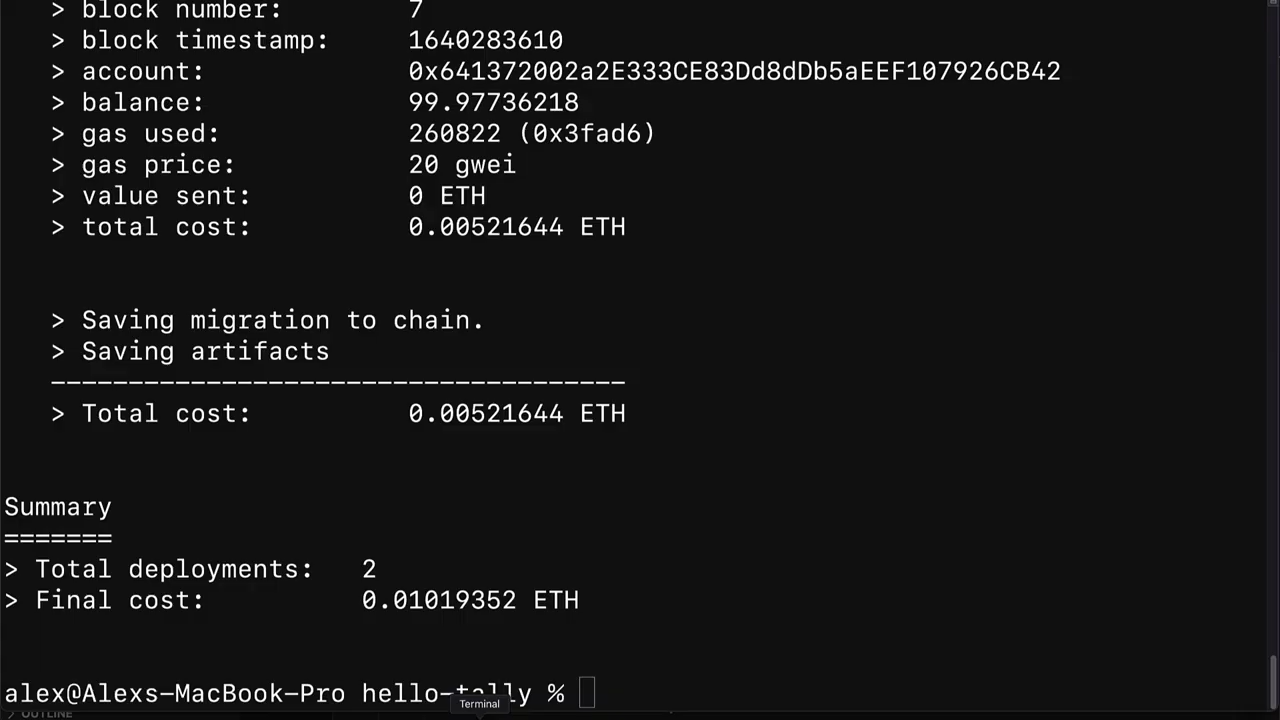 > block number: 7
> block timestamp: 1640283610
> account: 0x641372002a2E333CE83Dd8dDb5aEEF107926CB42
> balance: 99.97736218
> gas used: 260822 (0x3fad6)
> gas price: 20 gwei
> value sent: 0 ETH
> total cost: 0.00521644 ETH
> Saving migration to chain.
> Saving artifacts
-------------------------------------
> Total cost: 0.00521644 ETH
Summary
=======
> Total deployments: 2
> Final cost: 0.01019352 ETH
alex@Alexs-MacBook-Pro hello-tally %
Terminal
OUTLINE